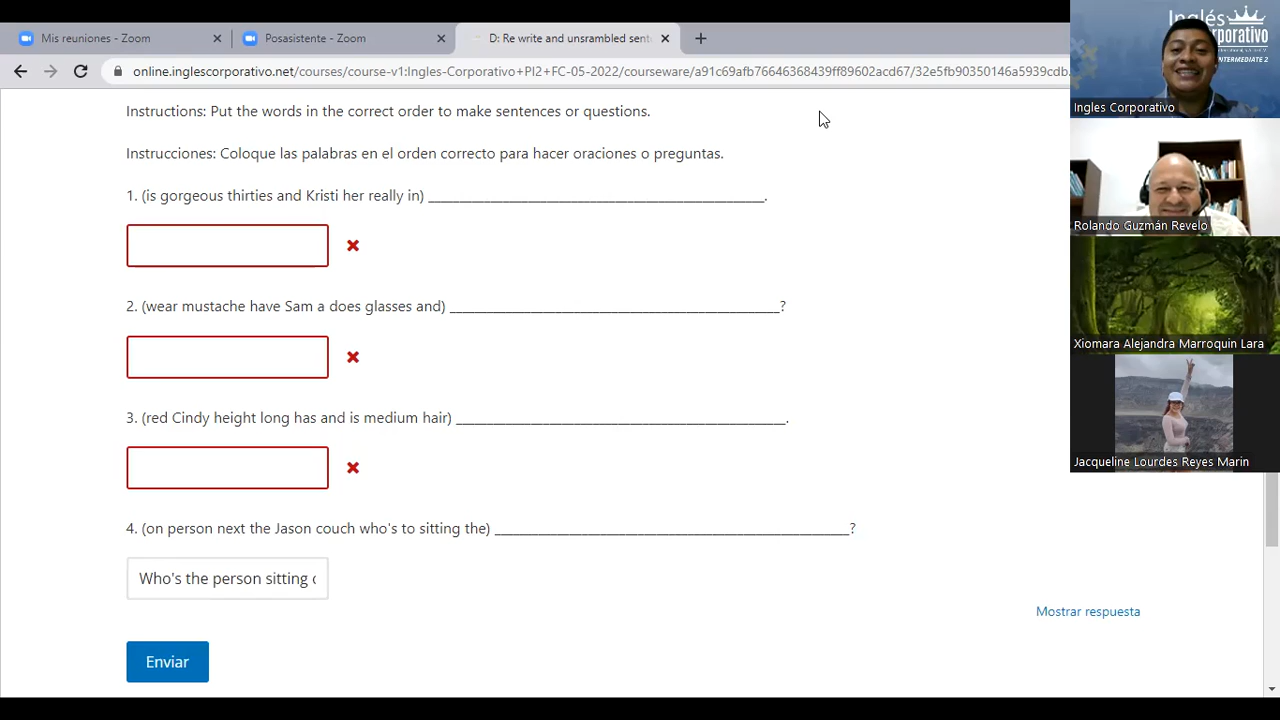 Mis reuniones - Zoom
Posasistente - Zoom
D: Re write and unsrambled sent
online.inglescorporativo.net/courses/course-v1:Ingles-Corporativo+PI2+FC-05-2022/courseware/a91c69afb76646368439ff89602acd67/32e5fb90350146a5939cdb
Instructions: Put the words in the correct order to make sentences or questions.
Instrucciones: Coloque las palabras en el orden correcto para hacer oraciones o preguntas.
1. (is gorgeous thirties and Kristi her really in) ________________________________________.
2. (wear mustache have Sam a does glasses and) ________________________________________?
3. (red Cindy height long has and is medium hair) ________________________________________.
4. (on person next the Jason couch who's to sitting the) ___________________________________________?
Who's the person sitting
Mostrar respuesta
Enviar
Inglés
INTERMEDIATE 2
Ingles Corporativo
Rolando Guzmán Revelo
Xiomara Alejandra Marroquin Lara
Jacqueline Lourdes Reyes Marin